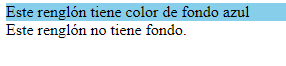 Este renglón tiene color de fondo azul
Este renglón no tiene fondo.